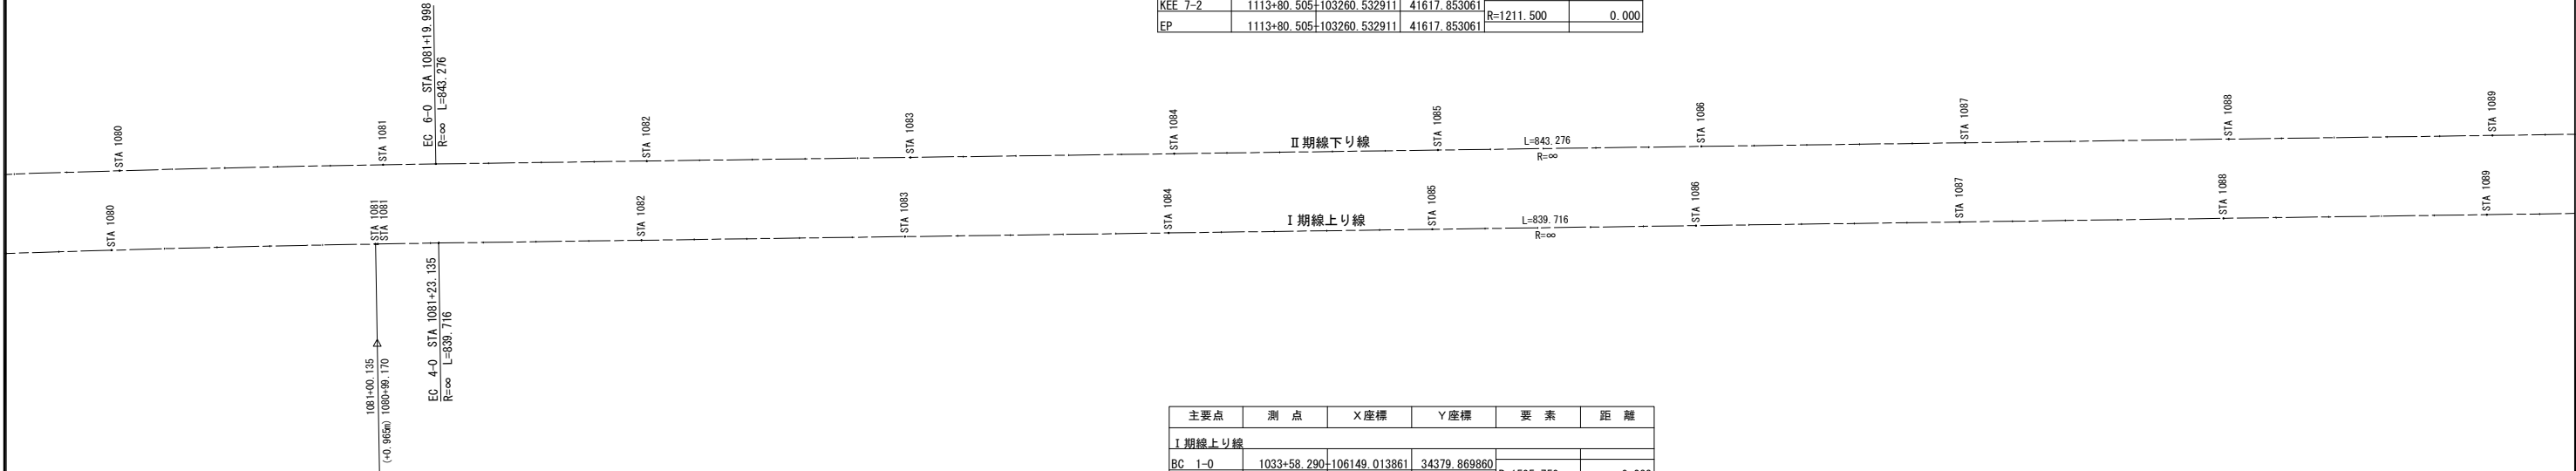 KEE 7-2 1113+80.505 -103260.532911 41617.853061
R=1211.500 0.000
EP 1113+80.505 -103260.532911 41617.853061
EC 6-0 STA 1081+19.998
R=∞ L=843.276
STA 1080
STA 1081
STA 1082
STA 1083
STA 1084
Ⅱ期線下り線
STA 1085
L=843.276
R=∞
STA 1086
STA 1087
STA 1088
STA 1089
STA 1080
STA 1081
STA 1081
STA 1082
STA 1083
STA 1084
Ⅰ期線上り線
STA 1085
L=839.716
R=∞
STA 1086
STA 1087
STA 1088
STA 1089
1081+00.135
(+0.965m) 1080+99.170
EC 4-0 STA 1081+23.135
R=∞ L=839.716
主要点 測 点 X座標 Y座標 要 素 距 離
Ⅰ期線上り線
BC 1-0 1033+58.290 -106149.013861 34379.869860